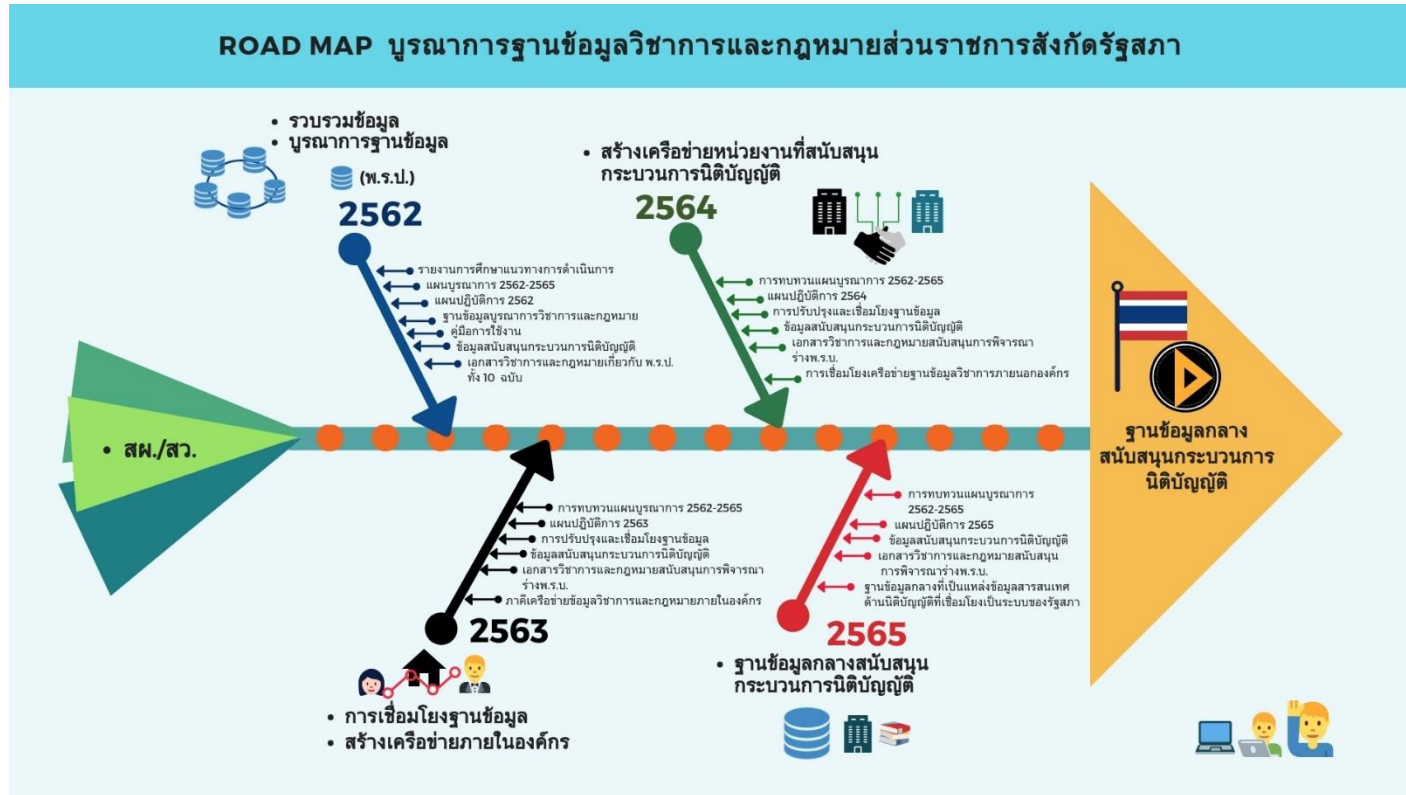 ROAD MAP บูรณาการฐานข้อมูลวิชาการและกฎหมายส่วนราชการสังกัดรัฐสภา
• รวบรวมข้อมูล
• บูรณาการฐานข้อมูล
(พ.ร.ป.)
2562
รายงานการศึกษาแนวทางการดำเนินการ
แผนบูรณาการ 2562-2565
แผนปฏิบัติการ 2562
ฐานข้อมูลบูรณาการวิชาการและกฎหมาย
คู่มือการใช้งาน
ข้อมูลสนับสนุนกระบวนการนิติบัญญัติ
เอกสารวิชาการและกฎหมายเกี่ยวกับ พ.ร.ป.
ทั้ง 10 ฉบับ
• สร้างเครือข่ายหน่วยงานที่สนับสนุน
กระบวนการนิติบัญญัติ
2564
การทบทวนแผนบูรณาการ 2562-2565
แผนปฏิบัติการ 2564
การปรับปรุงและเชื่อมโยงฐานข้อมูล
ข้อมูลสนับสนุนกระบวนการนิติบัญญัติ
เอกสารวิชาการและกฎหมายสนับสนุนการพิจารณา
ร่างพ.ร.บ.
การเชื่อมโยงเครือข่ายฐานข้อมูลวิชาการภายนอกองค์กร
• สผ./สว.
ฐานข้อมูลกลาง
สนับสนุนกระบวนการ
นิติบัญญัติ
การทบทวนแผนบูรณาการ 2562-2565
แผนปฏิบัติการ 2563
การปรับปรุงและเชื่อมโยงฐานข้อมูล
ข้อมูลสนับสนุนกระบวนการนิติบัญญัติ
เอกสารวิชาการและกฎหมายสนับสนุนการพิจารณา
ร่างพ.ร.บ.
ภาคีเครือข่ายข้อมูลวิชาการและกฎหมายภายในองค์กร
2563
• การเชื่อมโยงฐานข้อมูล
• สร้างเครือข่ายภายในองค์กร
การทบทวนแผนบูรณาการ
2562-2565
แผนปฏิบัติการ 2565
ข้อมูลสนับสนุนกระบวนการนิติบัญญัติ
เอกสารวิชาการและกฎหมายสนับสนุน
การพิจารณาร่างพ.ร.บ.
ฐานข้อมูลกลางที่เป็นแหล่งข้อมูลสารสนเทศ
ด้านนิติบัญญัติที่เชื่อมโยงเป็นระบบของรัฐสภา
2565
• ฐานข้อมูลกลางสนับสนุน
กระบวนการนิติบัญญัติ